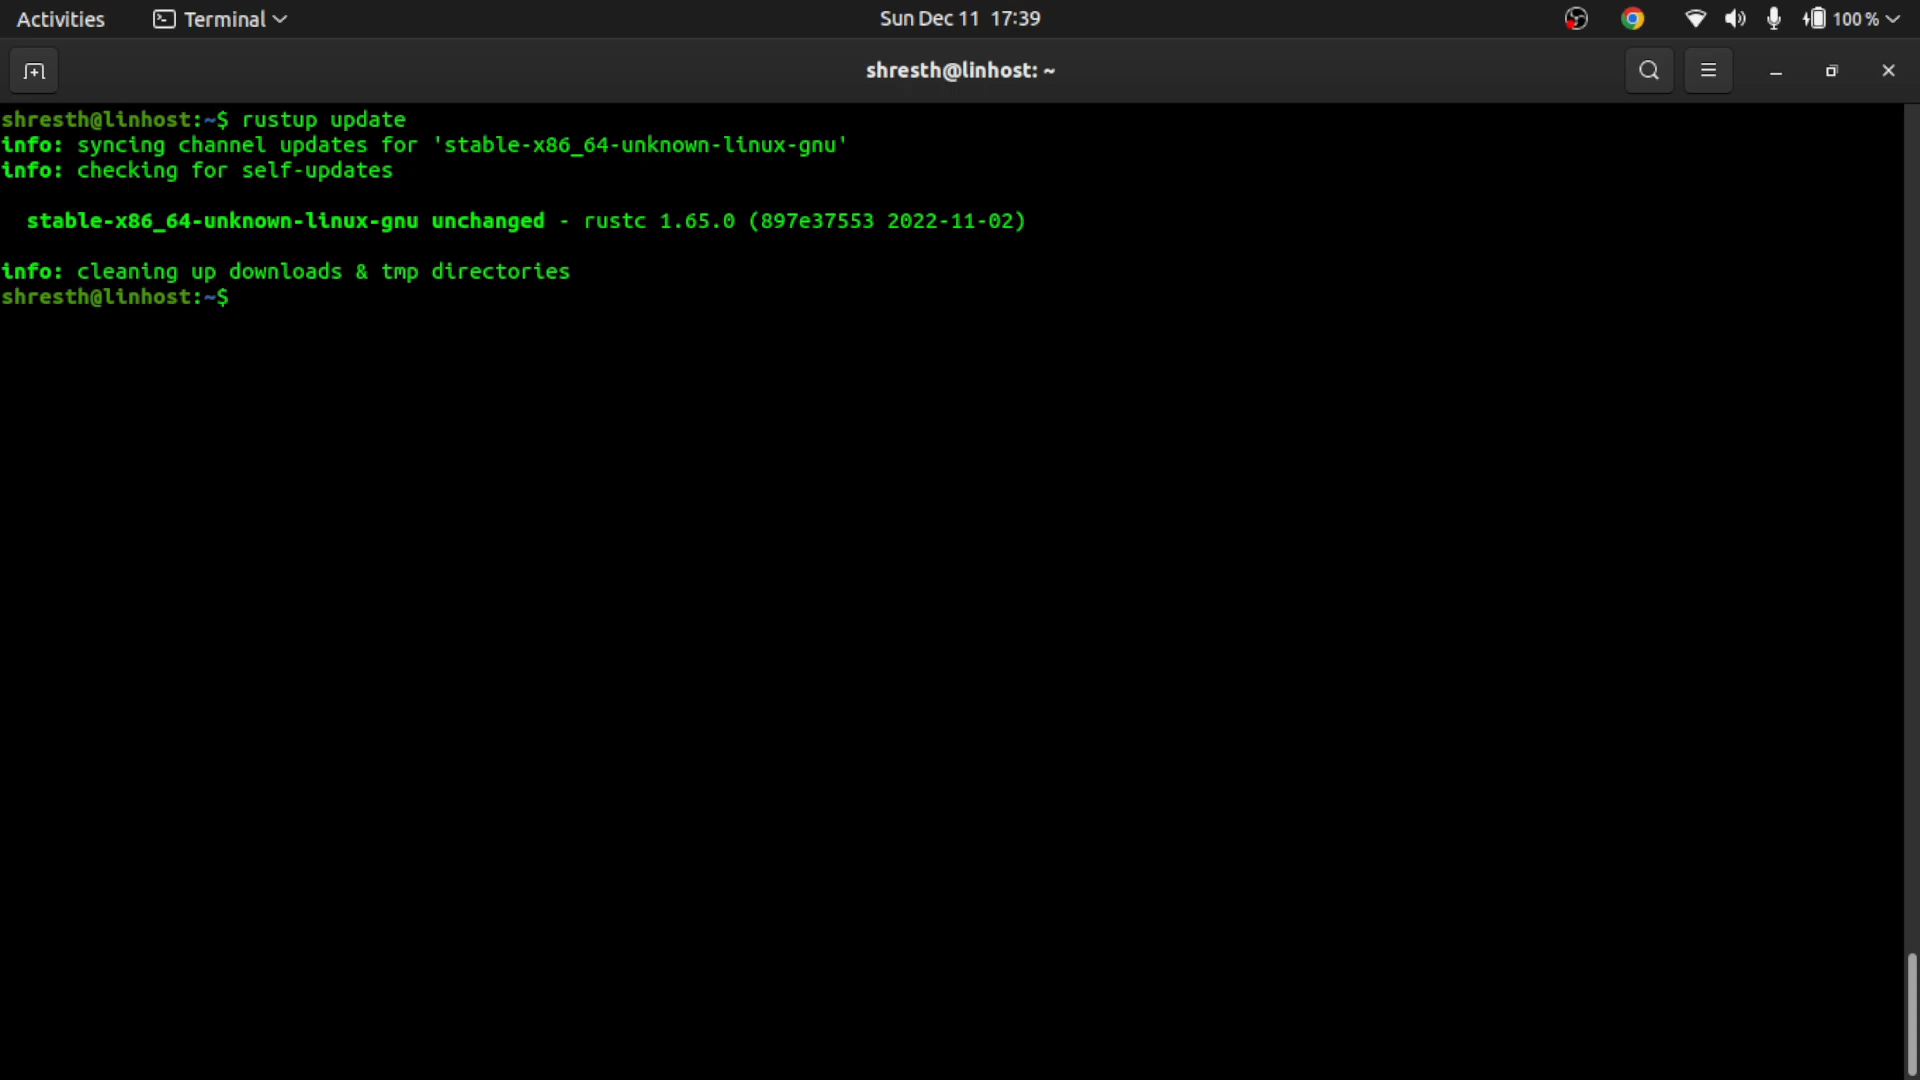 Activities Terminal Sun Dec 11 17:39 100 %
shresth@linhost: ~
shresth@linhost:~$ rustup update
info: syncing channel updates for 'stable-x86_64-unknown-linux-gnu'
info: checking for self-updates
stable-x86_64-unknown-linux-gnu unchanged - rustc 1.65.0 (897e37553 2022-11-02)
info: cleaning up downloads & tmp directories
shresth@linhost:~$